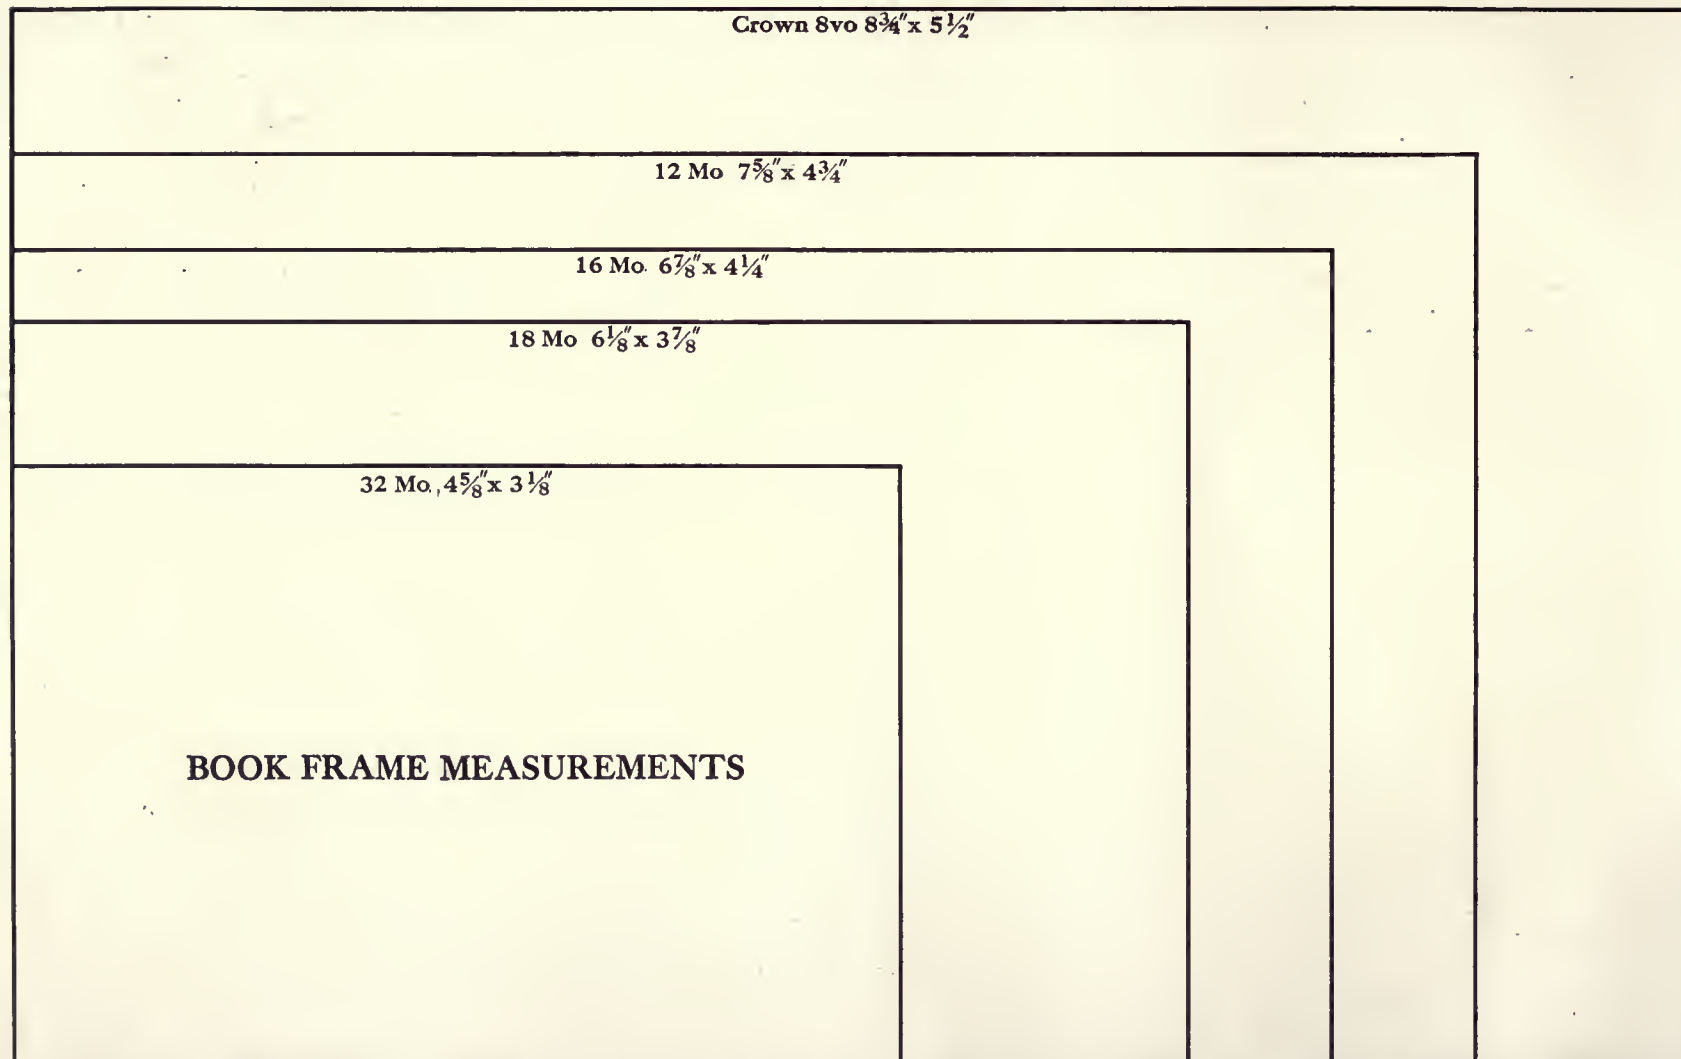 Crown 8vo 8¾"x 5½"
12 Mo 7⅝"x 4¾"
16 Mo. 6⅞"x 4¼"
18 Mo 6⅛"x 3⅞"
32 Mo., 4⅝"x 3⅛"
BOOK FRAME MEASUREMENTS